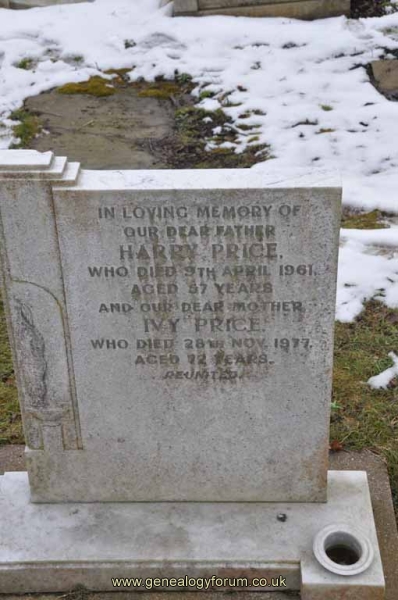 IN LOVING MEMORY OF
OUR DEAR FATHER
HARRY PRICE,
WHO DIED 9TH APRIL 1961,
AGED 57 YEARS
AND OUR DEAR MOTHER,
IVY PRICE.
WHO DIED 28TH NOV. 1977,
AGED 72 YEARS.
REUNITED.
www.genealogyforum.co.uk